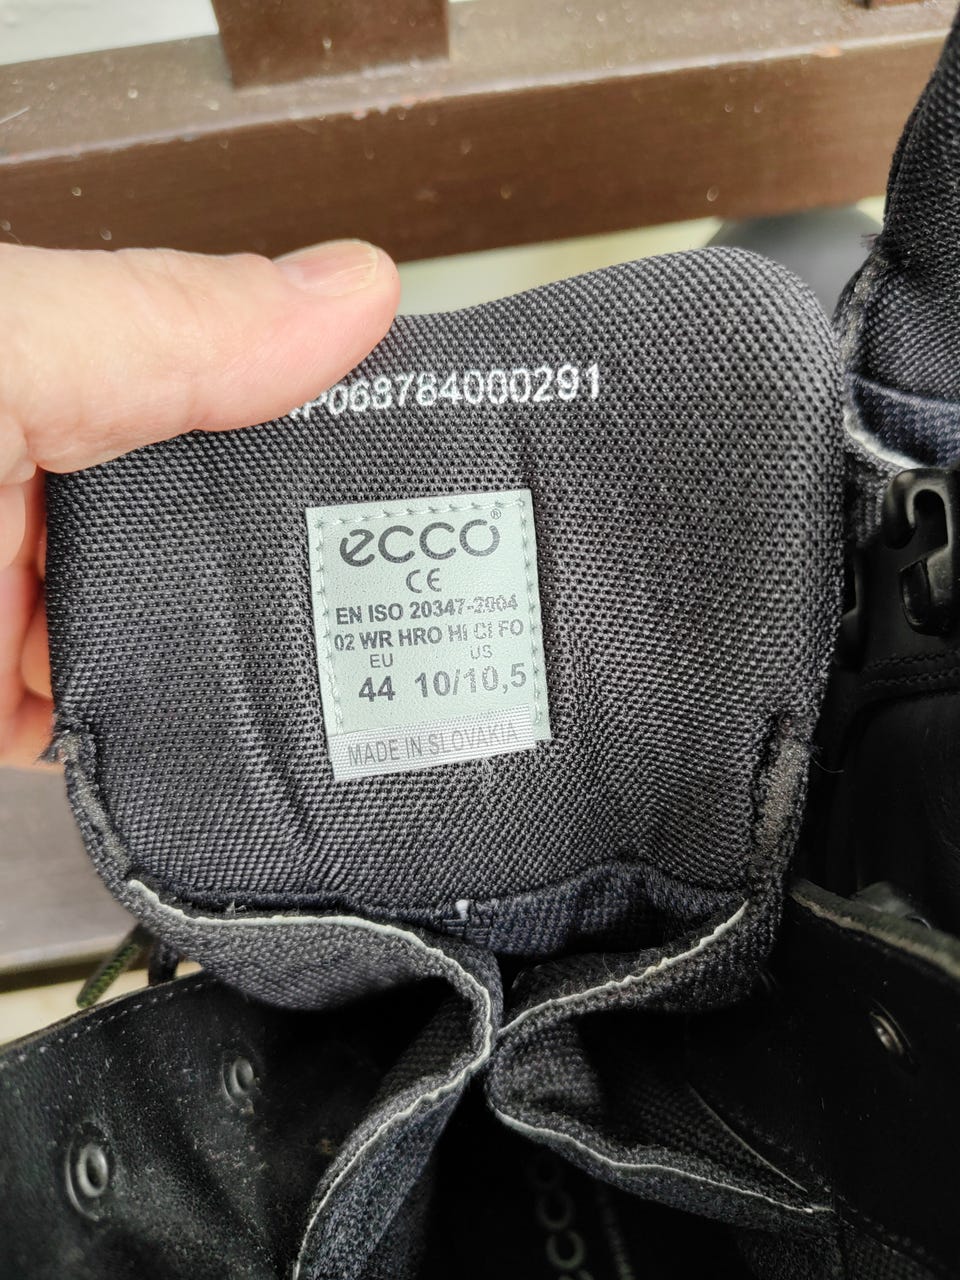 P068784000291
ecco®
CE
EN ISO 20347-2004
02 WR HRO HI CI FO
EU US
44 10/10,5
MADE IN SLOVAKIA
ecco